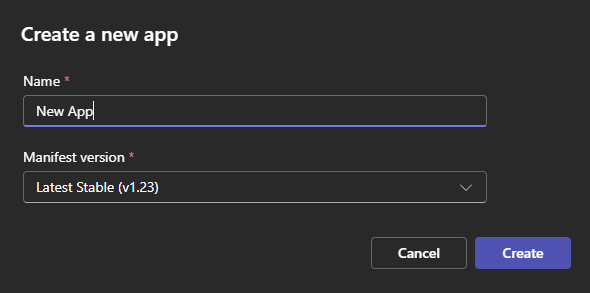 Create a new app
Name *
New App
Manifest version *
Latest Stable (v1.23)
Cancel
Create